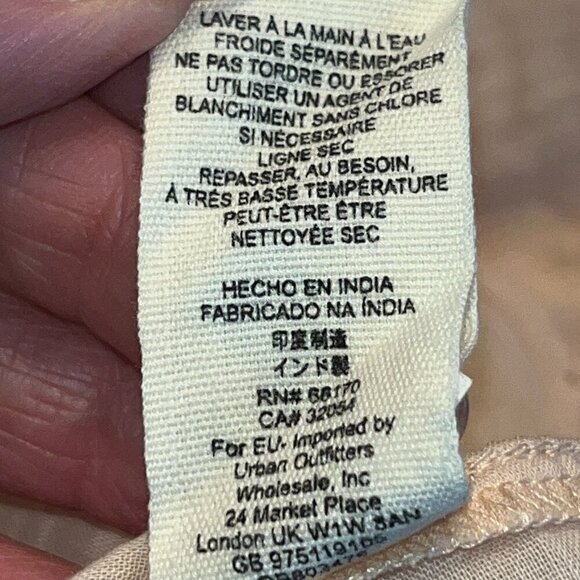 LAVER À LA MAIN À L'EAU
FROIDE SÉPARÉMENT
NE PAS TORDRE OU ESSORER
UTILISER UN AGENT DE
BLANCHIMENT SANS CHLORE
SI NÉCESSAIRE
LIGNE SEC
REPASSER, AU BESOIN,
À TRÈS BASSE TEMPÉRATURE
PEUT-ÊTRE ÊTRE
NETTOYÉE SEC
HECHO EN INDIA
FABRICADO NA ÍNDIA
印度制造
インド製
RN# 66170
CA# 32054
For EU- Imported by
Urban Outfitters
Wholesale, Inc
24 Market Place
London UK W1W 8AN
GB 975119105